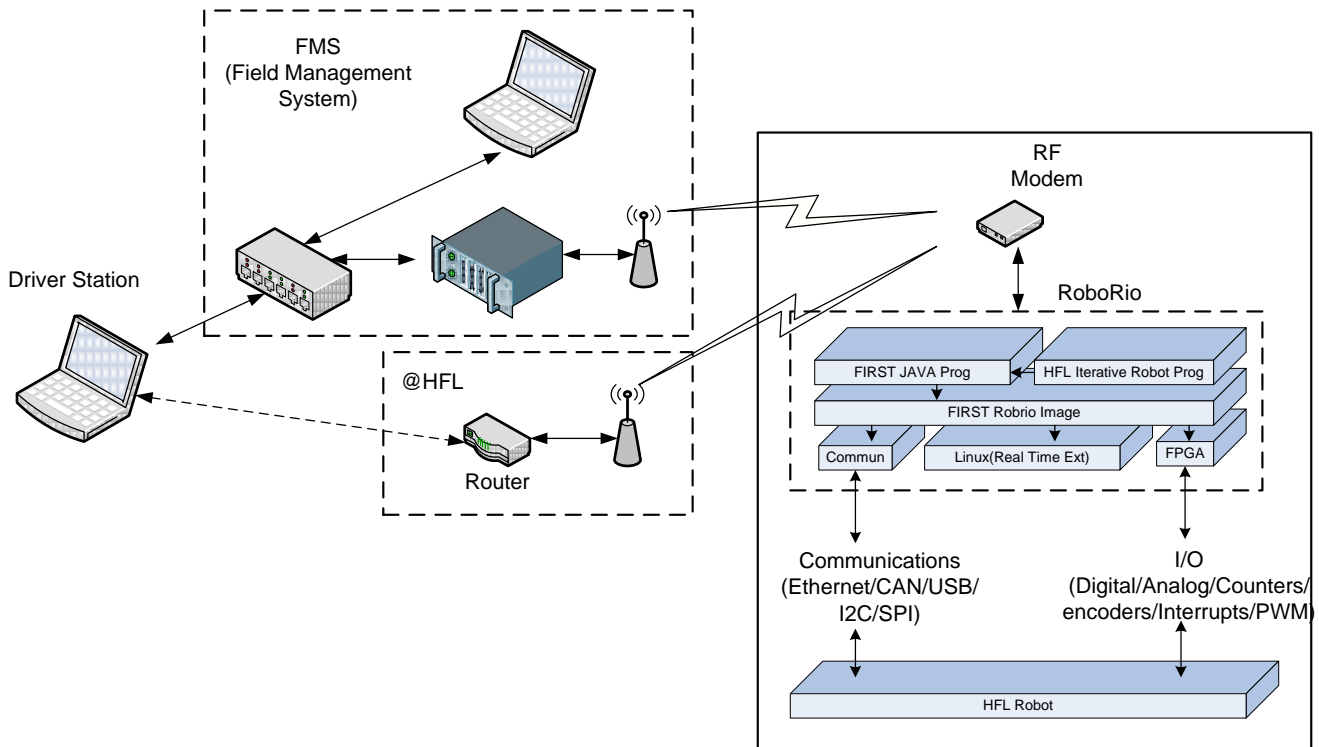 FMS
(Field Management
System)
Driver Station
@HFL
Router
RF
Modem
RoboRio
FIRST JAVA Prog
HFL Iterative Robot Prog
FIRST Robrio Image
Commun
Linux(Real Time Ext)
FPGA
Communications
(Ethernet/CAN/USB/
I2C/SPI)
I/O
(Digital/Analog/Counters/
encoders/Interrupts/PWM)
HFL Robot